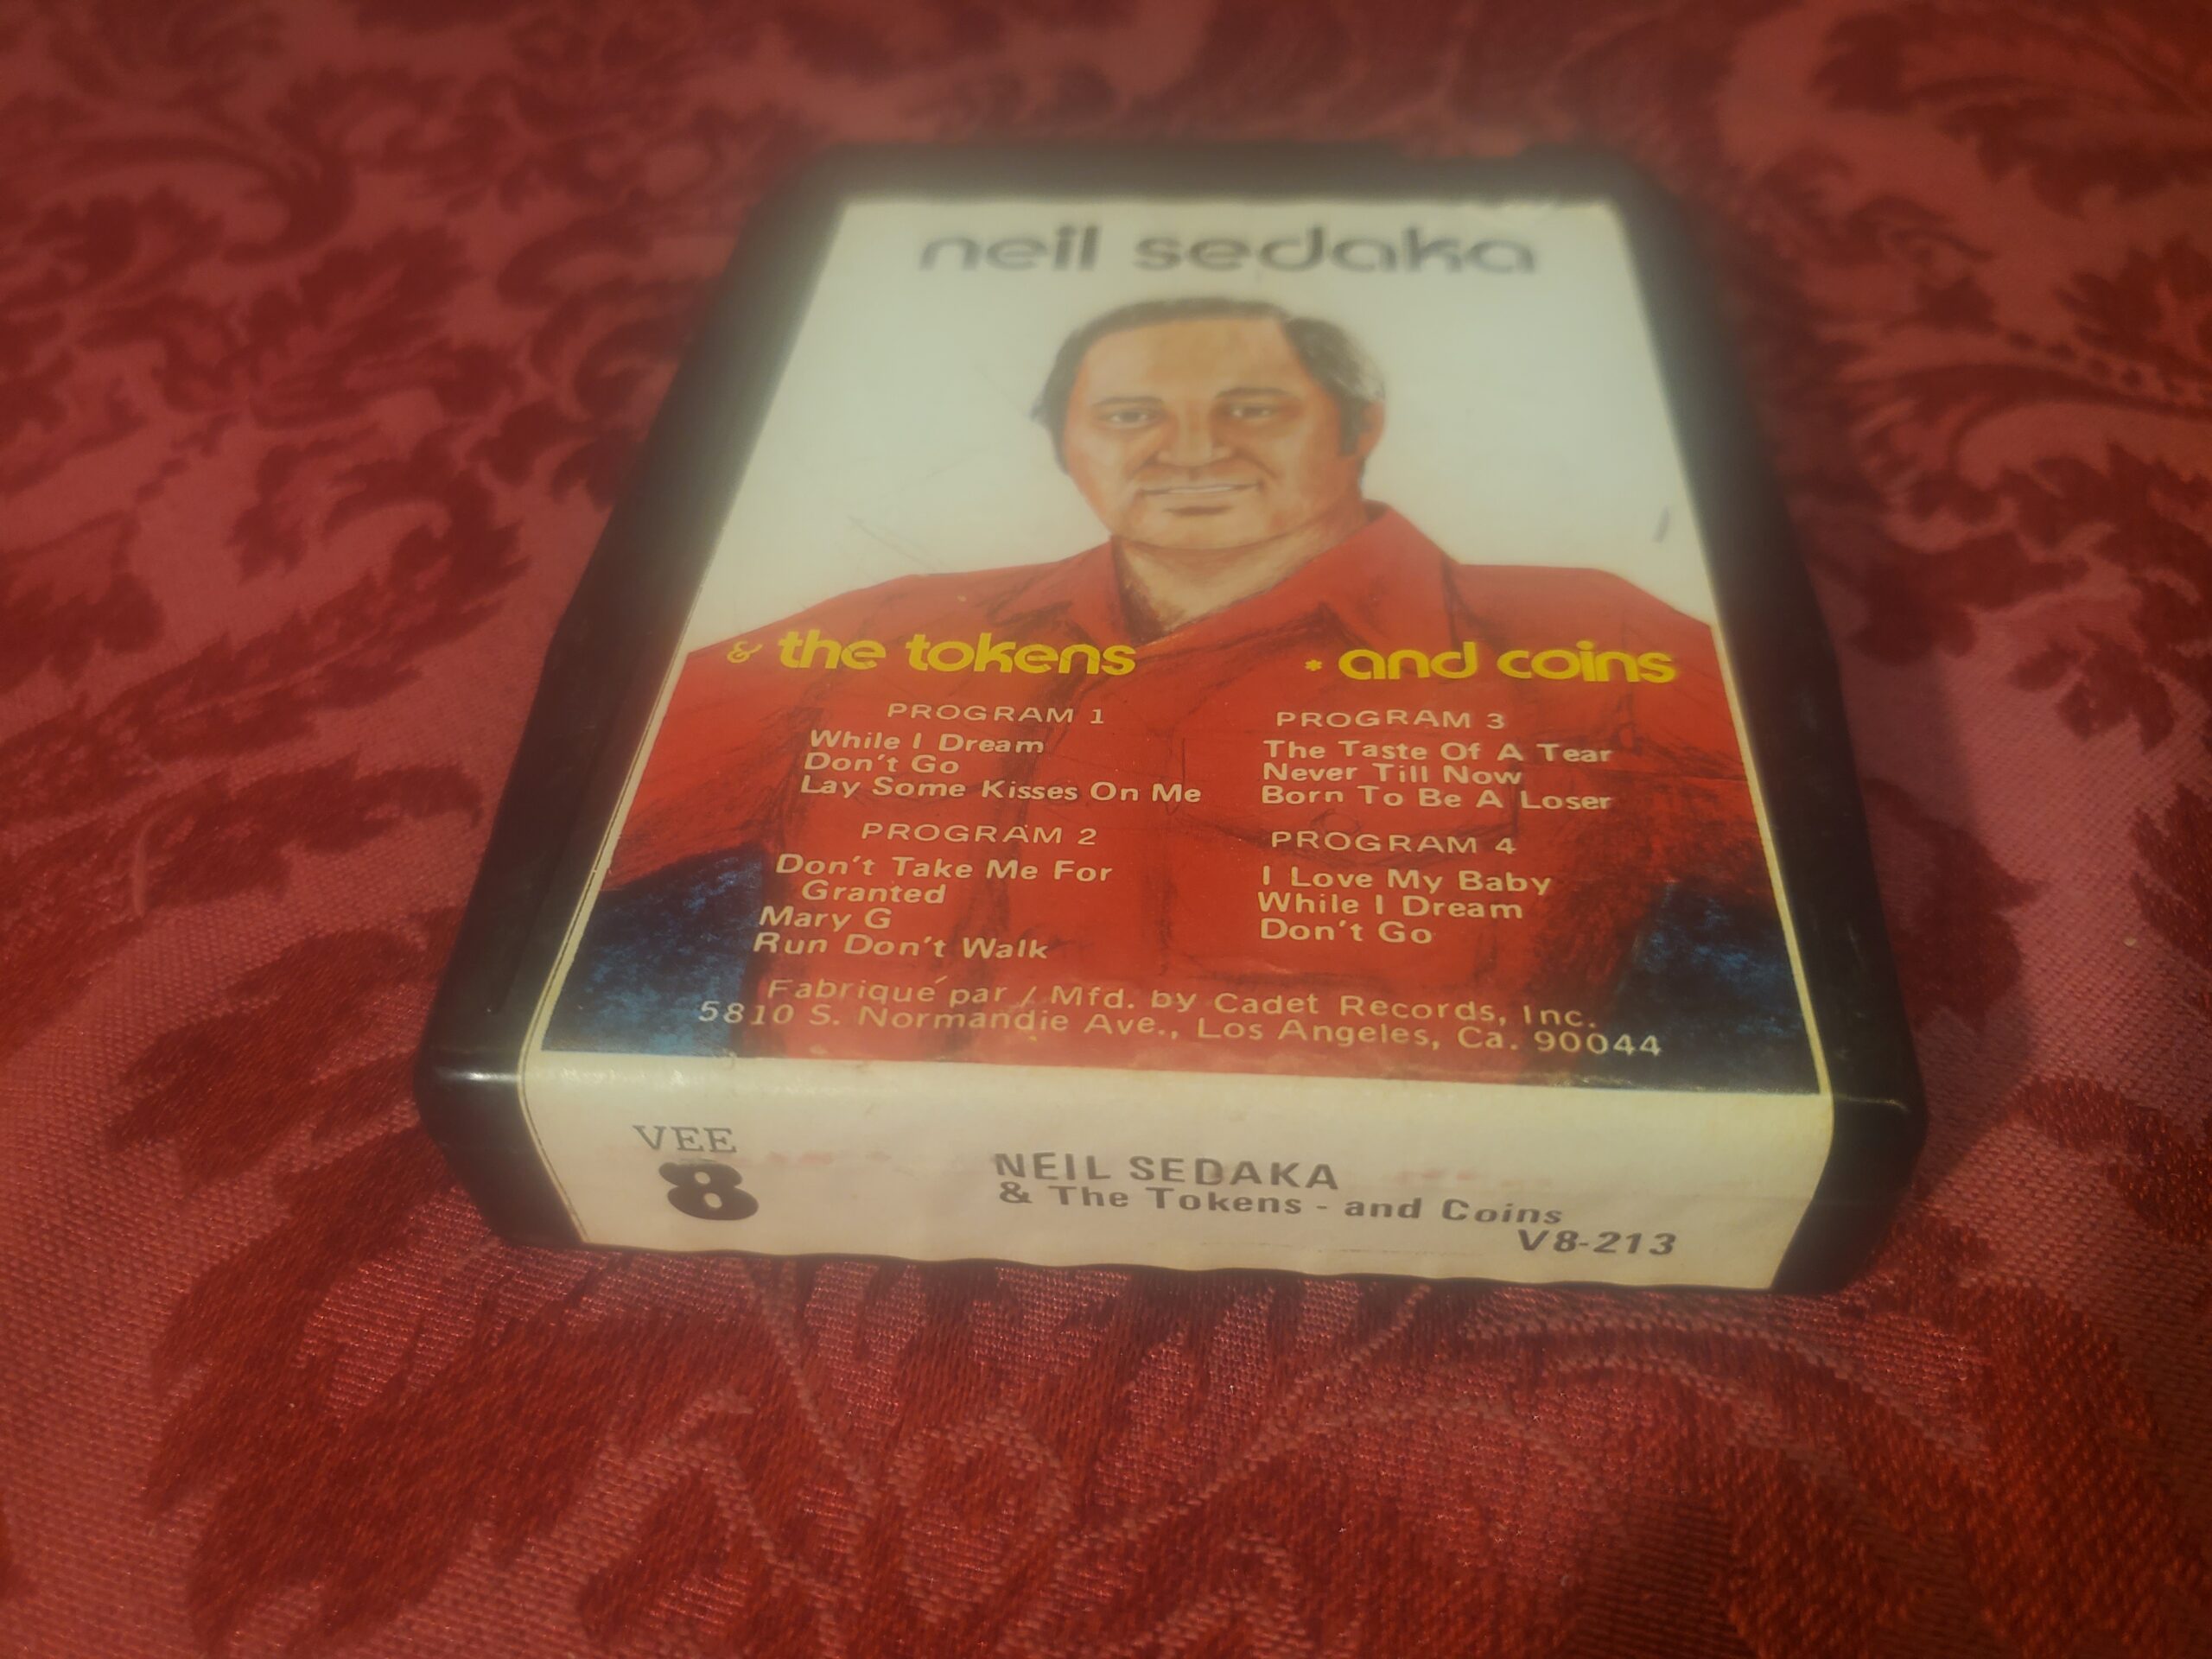 neil sedaka
& the tokens
* and coins
PROGRAM 1
While I Dream
Don't Go
Lay Some Kisses On Me
PROGRAM 2
Don't Take Me For
Granted
Mary G
Run Don't Walk
PROGRAM 3
The Taste Of A Tear
Never Till Now
Born To Be A Loser
PROGRAM 4
I Love My Baby
While I Dream
Don't Go
Fabriqué par / Mfd. by Cadet Records, Inc.
5810 S. Normandie Ave., Los Angeles, Ca. 90044
VEE
8
NEIL SEDAKA
& The Tokens - and Coins
V8-213